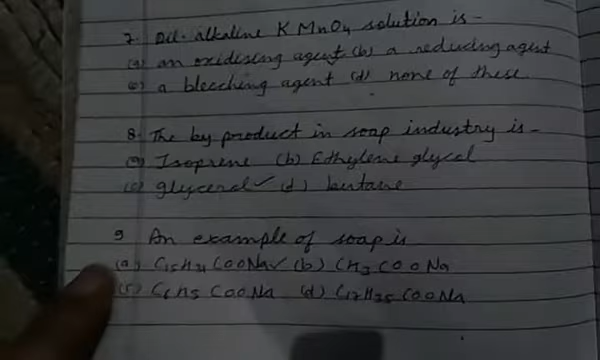 7. Dil. alkaline KMnO4 solution is -
(a) an oxidising agent (b) a reducing agent
(c) a bleaching agent (d) none of these
8. The by product in soap industry is -
(a) Isoprene (b) Ethylene glycol
(c) glycerol ✓ (d) butane
9 An example of soap is
(a) C15H31COONa ✓ (b) CH3COONa
(c) C6H5COONa (d) C17H35COONa